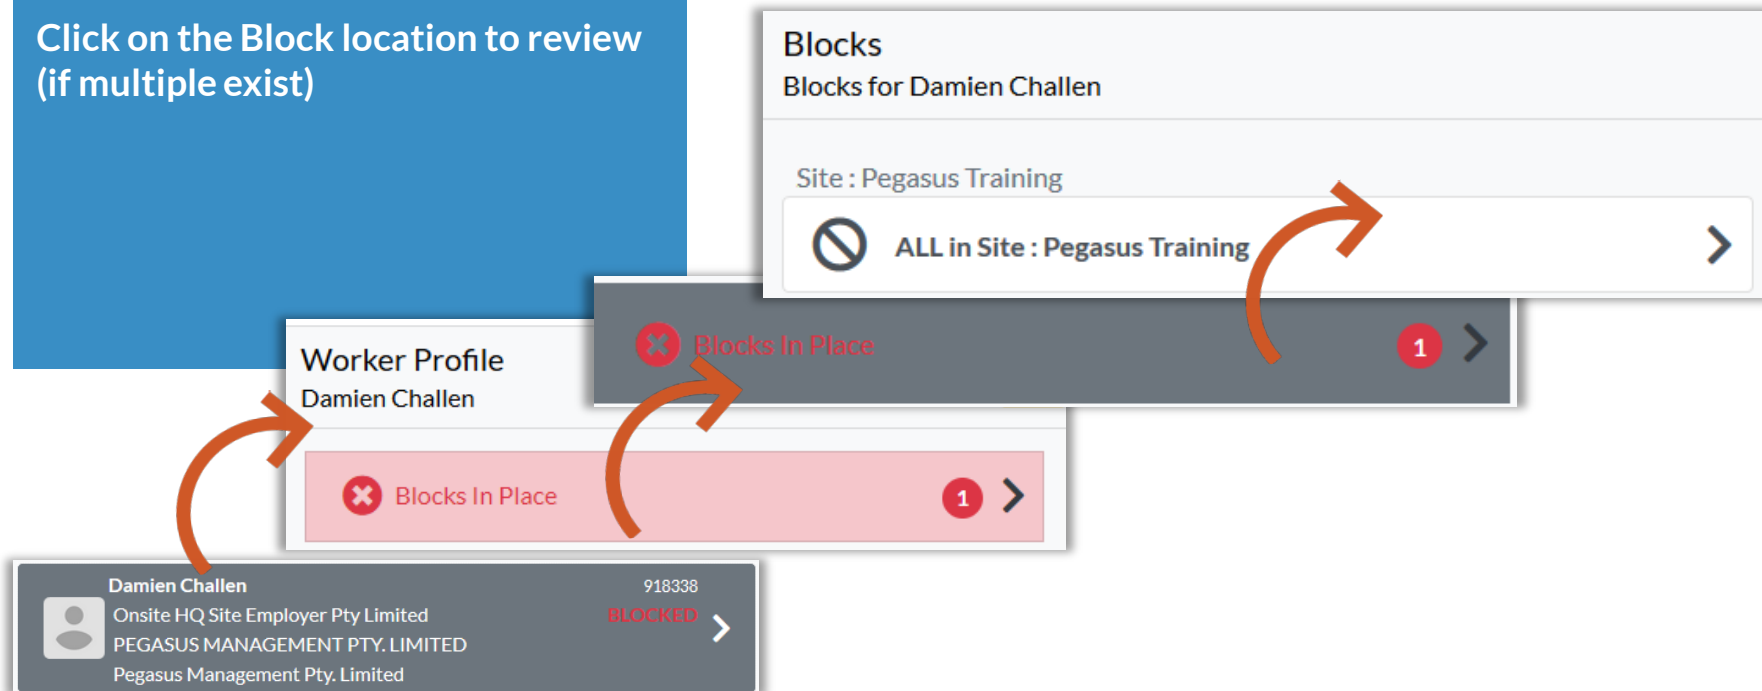 Click on the Block location to review
(if multiple exist)
Blocks
Blocks for Damien Challen
Site : Pegasus Training
ALL in Site : Pegasus Training
Blocks In Place 1
Worker Profile
Damien Challen
Blocks In Place 1
Damien Challen 918338
Onsite HQ Site Employer Pty Limited BLOCKED
PEGASUS MANAGEMENT PTY. LIMITED
Pegasus Management Pty. Limited